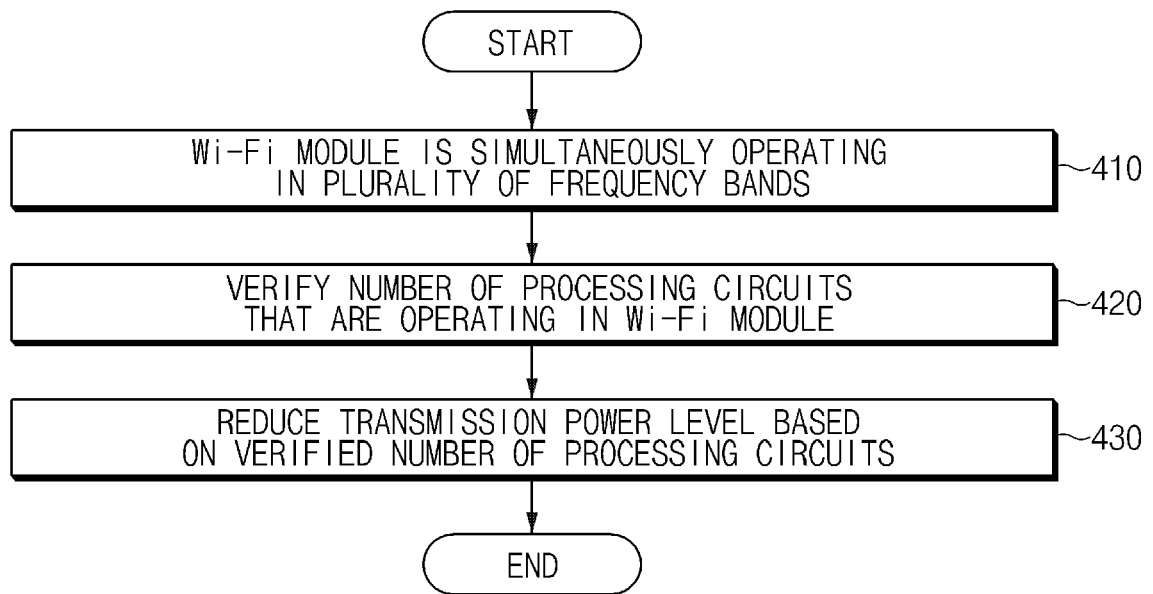 START
Wi-Fi MODULE IS SIMULTANEOUSLY OPERATING
IN PLURALITY OF FREQUENCY BANDS
410
VERIFY NUMBER OF PROCESSING CIRCUITS
THAT ARE OPERATING IN Wi-Fi MODULE
420
REDUCE TRANSMISSION POWER LEVEL BASED
ON VERIFIED NUMBER OF PROCESSING CIRCUITS
430
END